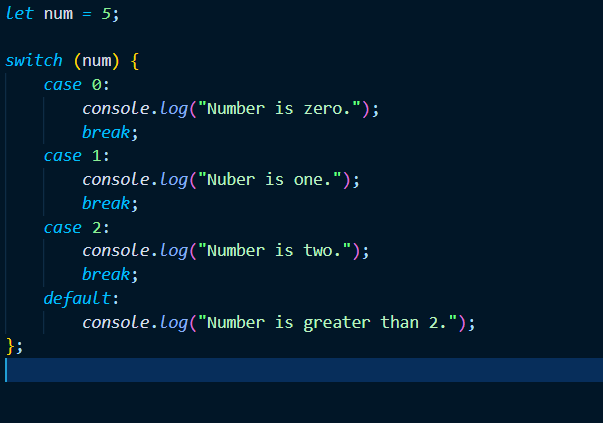 let num = 5;

switch (num) {
    case 0:
        console.log("Number is zero.");
        break;
    case 1:
        console.log("Nuber is one.");
        break;
    case 2:
        console.log("Number is two.");
        break;
    default:
        console.log("Number is greater than 2.");
};